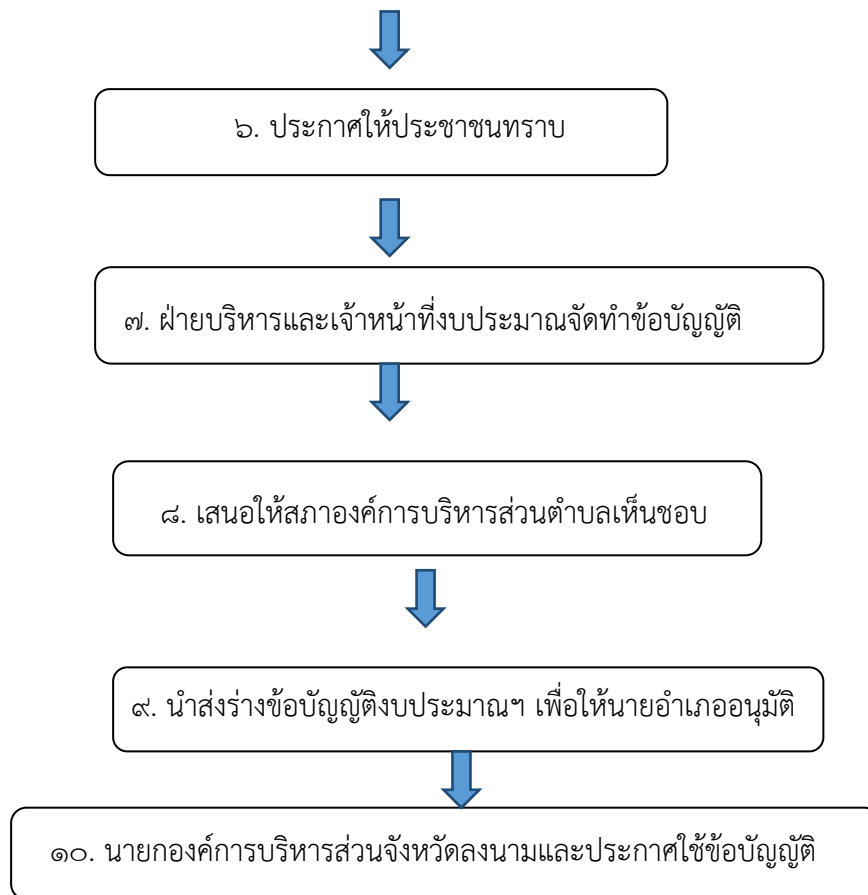 ๖. ประกาศให้ประชาชนทราบ
๗. ฝ่ายบริหารและเจ้าหน้าที่งบประมาณจัดทำข้อบัญญัติ
๘. เสนอให้สภาองค์การบริหารส่วนตำบลเห็นชอบ
๙. นำส่งร่างข้อบัญญัติงบประมาณฯ เพื่อให้นายอำเภออนุมัติ
๑๐. นายกองค์การบริหารส่วนจังหวัดลงนามและประกาศใช้ข้อบัญญัติ